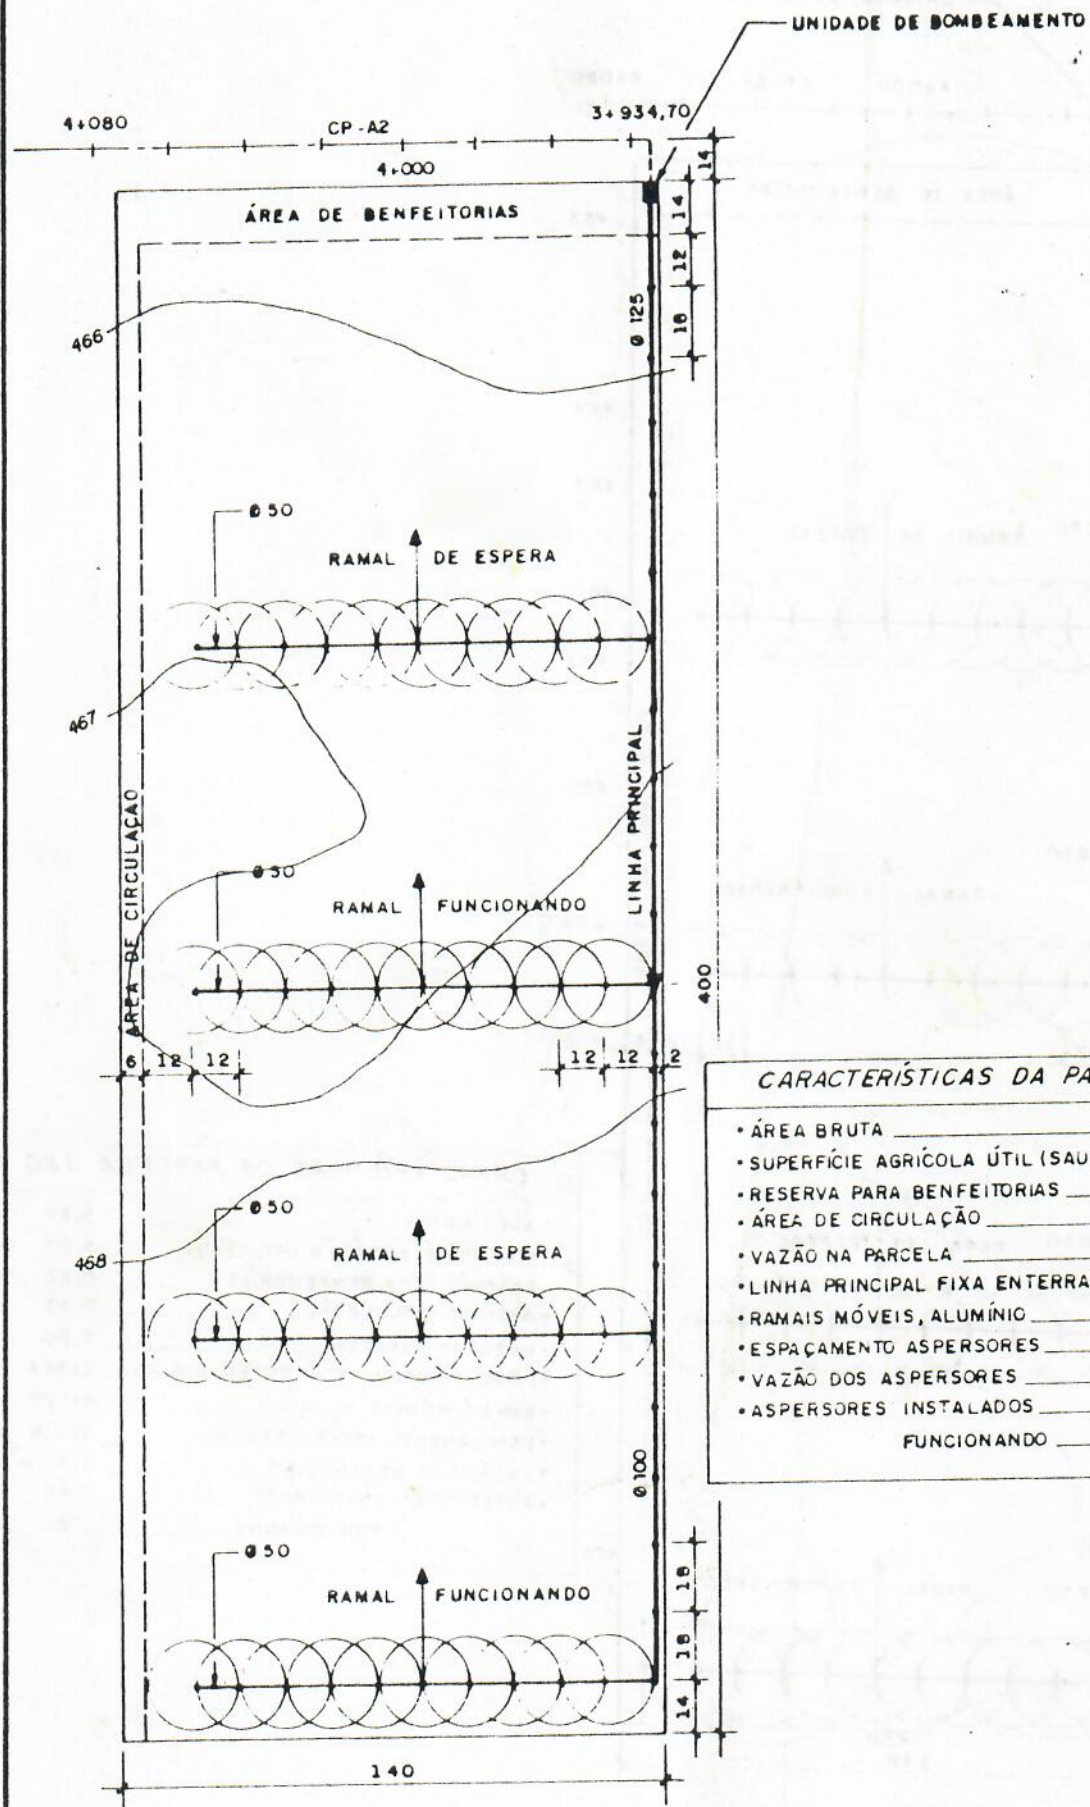 UNIDADE DE BOMBEAMENTO
4+080
CP-A2
3+934,70
4+000
14
ÁREA DE BENFEITORIAS
14
12
18
Ø 125
466
Ø 50
RAMAL DE ESPERA
467
LINHA PRINCIPAL
ÁREA DE CIRCULAÇÃO
Ø 50
RAMAL FUNCIONANDO
400
6 12 12
12 12 2
CARACTERÍSTICAS DA PA
• ÁREA BRUTA
• SUPERFÍCIE AGRÍCOLA ÚTIL (SAU
• RESERVA PARA BENFEITORIAS
• ÁREA DE CIRCULAÇÃO
• VAZÃO NA PARCELA
• LINHA PRINCIPAL FIXA ENTERRA
• RAMAIS MÓVEIS, ALUMÍNIO
• ESPAÇAMENTO ASPERSORES
• VAZÃO DOS ASPERSORES
• ASPERSORES INSTALADOS
FUNCIONANDO
Ø 50
RAMAL DE ESPERA
468
Ø 100
Ø 50
RAMAL FUNCIONANDO
18
18
14
140